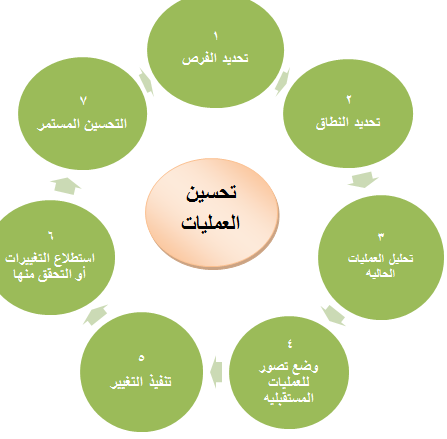 ١
تحديد الفرص
٢
تحديد النطاق
٣
تحليل العمليات
الحاليه
٤
وضع تصور
للعمليات
المستقبليه
٥
تنفيذ التغيير
٦
استطلاع التغييرات
أو التحقق منها
٧
التحسين المستمر
تحسين
العمليات